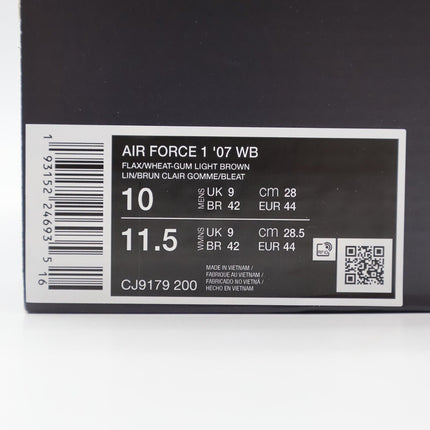 AIR FORCE 1 '07 WB
FLAX/WHEAT-GUM LIGHT BROWN
LIN/BRUN CLAIR GOMME/BLEAT
10 MENS UK 9 CM 28
BR 42 EUR 44
11.5 WMNS UK 9 CM 28.5
BR 42 EUR 44
MADE IN VIETNAM /
FABRIQUE AU VIETNAM /
FABRICADO NO VIETNÃ /
HECHO EN VIETNAM
CJ9179 200
1 93152 24693 5 16